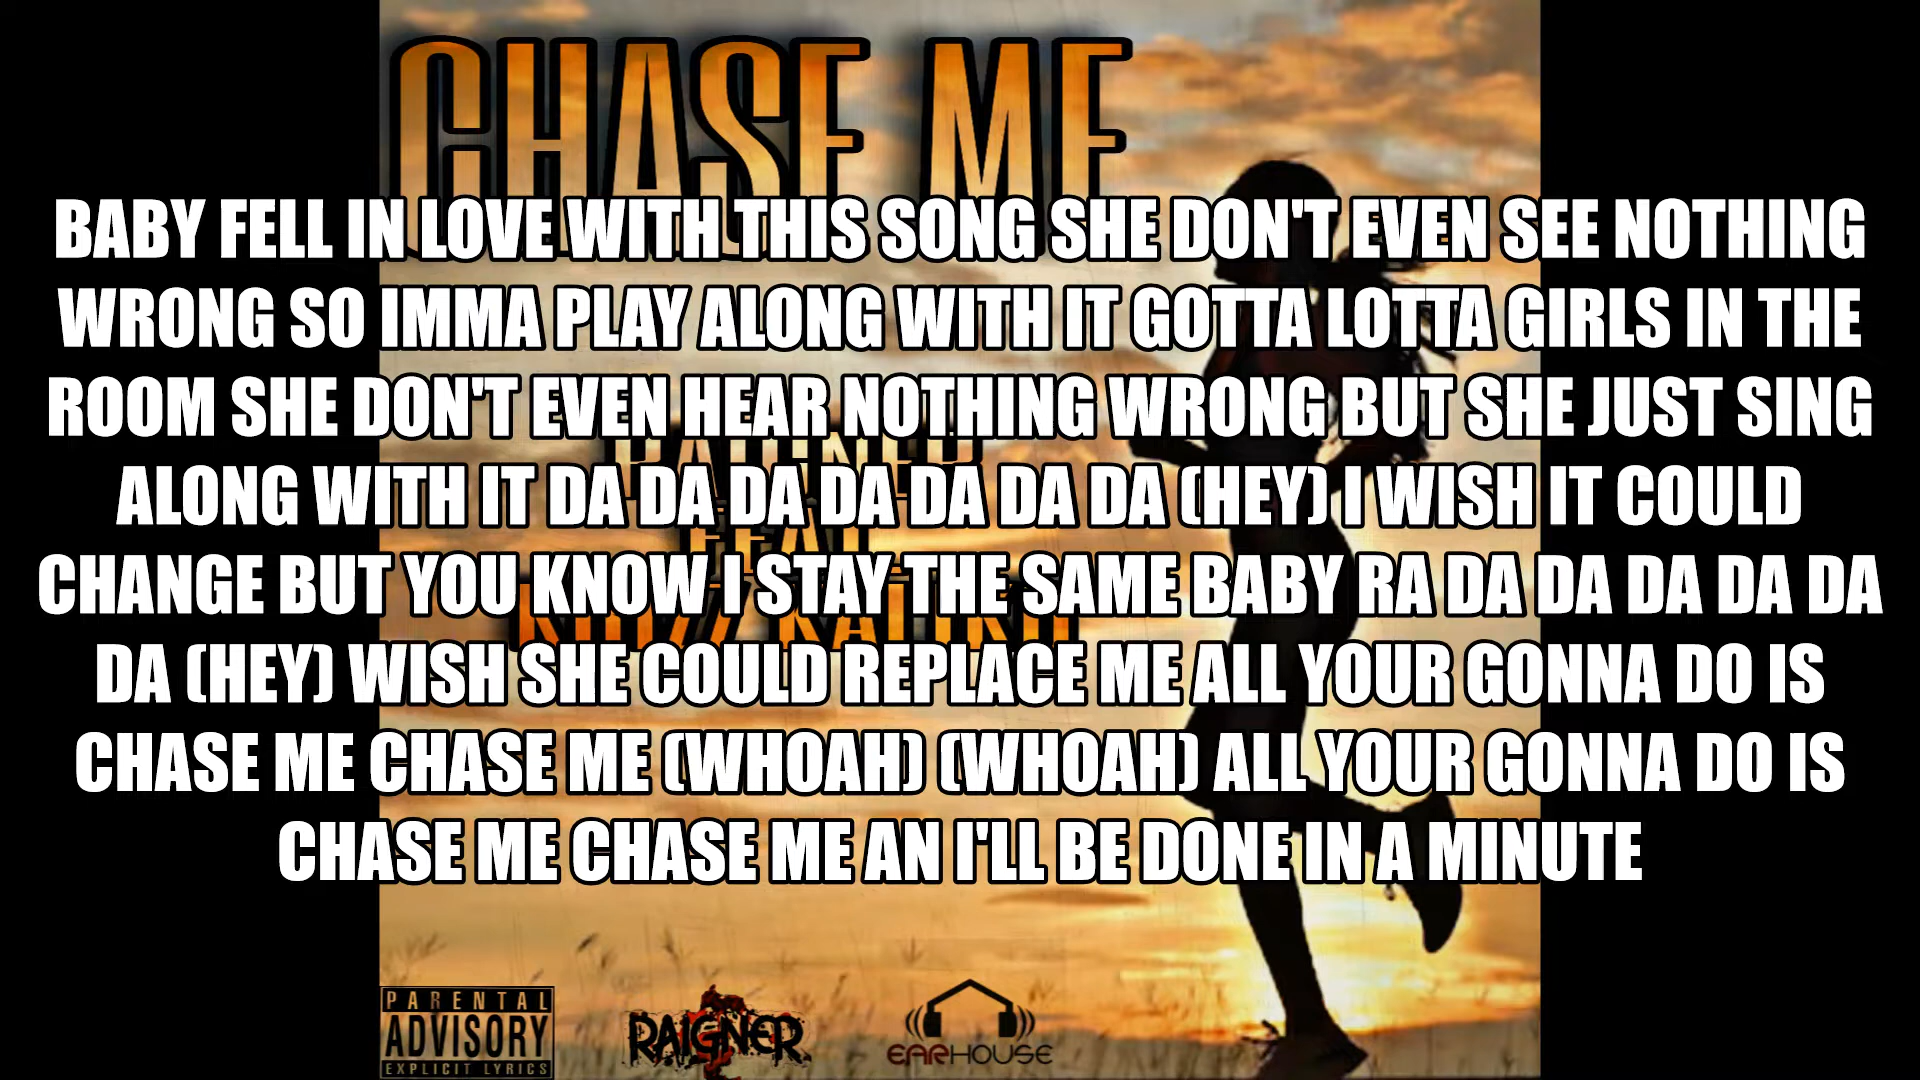 CHASE ME
BABY FELL IN LOVE WITH THIS SONG SHE DON'T EVEN SEE NOTHING
WRONG SO IMMA PLAY ALONG WITH IT GOTTA LOTTA GIRLS IN THE
ROOM SHE DON'T EVEN HEAR NOTHING WRONG BUT SHE JUST SING
RAIGNER
ALONG WITH IT DA DA DA DA DA DA DA (HEY) I WISH IT COULD
FEAT
CHANGE BUT YOU KNOW I STAY THE SAME BABY RA DA DA DA DA DA
DA (HEY) WISH SHE COULD REPLACE ME ALL YOUR GONNA DO IS
CHASE ME CHASE ME (WHOAH) (WHOAH) ALL YOUR GONNA DO IS
CHASE ME CHASE ME AN I'LL BE DONE IN A MINUTE
PARENTAL
ADVISORY
EXPLICIT LYRICS
RAIGNER
EARHOUSE